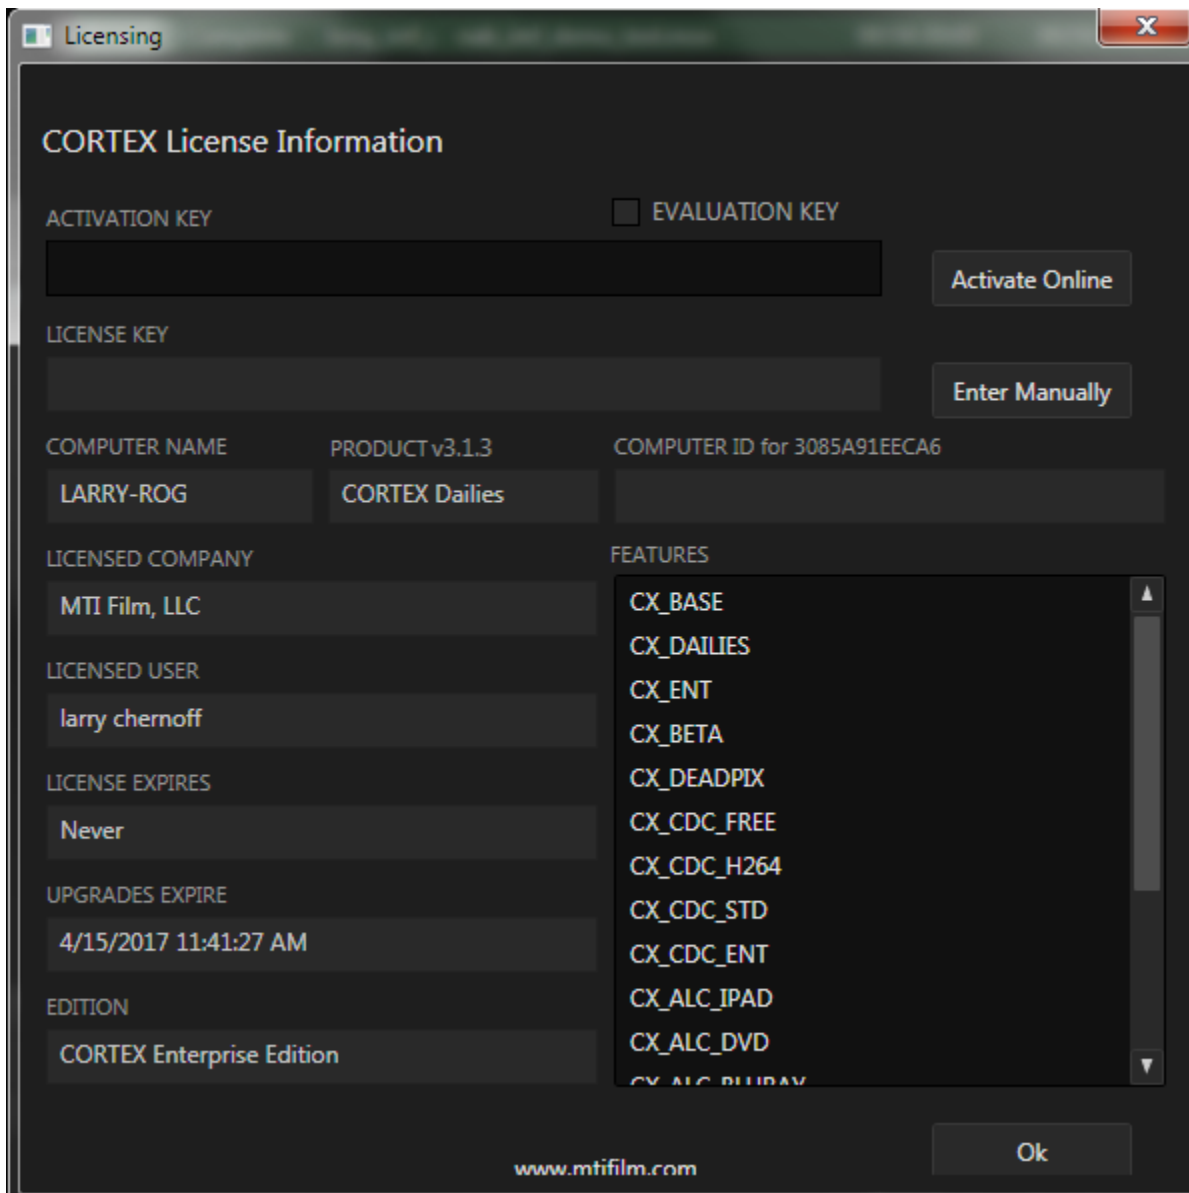 Licensing
CORTEX License Information
ACTIVATION KEY
EVALUATION KEY
Activate Online
LICENSE KEY
Enter Manually
COMPUTER NAME
PRODUCT v3.1.3
COMPUTER ID for 3085A91EECA6
LARRY-ROG
CORTEX Dailies
LICENSED COMPANY
MTI Film, LLC
LICENSED USER
larry chernoff
LICENSE EXPIRES
Never
UPGRADES EXPIRE
4/15/2017 11:41:27 AM
EDITION
CORTEX Enterprise Edition
FEATURES
CX_BASE
CX_DAILIES
CX_ENT
CX_BETA
CX_DEADPIX
CX_CDC_FREE
CX_CDC_H264
CX_CDC_STD
CX_CDC_ENT
CX_ALC_IPAD
CX_ALC_DVD
CX_ALC_BLURAY
Ok
www.mtifilm.com